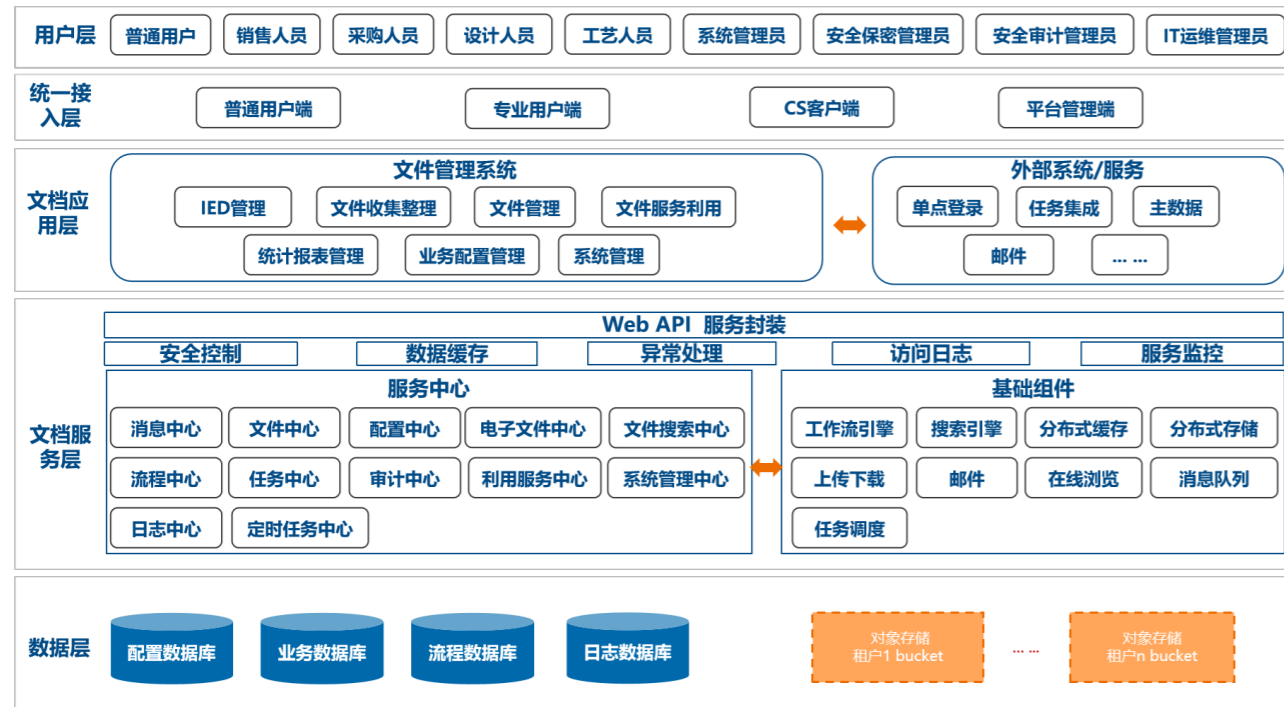 用户层
普通用户
销售人员
采购人员
设计人员
工艺人员
系统管理员
安全保密管理员
安全审计管理员
IT运维管理员
统一接
入层
普通用户端
专业用户端
CS客户端
平台管理端
文档应
用层
文件管理系统
IED管理
文件收集整理
文件管理
文件服务利用
统计报表管理
业务配置管理
系统管理
外部系统/服务
单点登录
任务集成
主数据
邮件
... ...
文档服
务层
Web API 服务封装
安全控制
数据缓存
异常处理
访问日志
服务监控
服务中心
消息中心
文件中心
配置中心
电子文件中心
文件搜索中心
流程中心
任务中心
审计中心
利用服务中心
系统管理中心
日志中心
定时任务中心
基础组件
工作流引擎
搜索引擎
分布式缓存
分布式存储
上传下载
邮件
在线浏览
消息队列
任务调度
数据层
配置数据库
业务数据库
流程数据库
日志数据库
对象存储
租户1 bucket
... ...
对象存储
租户n bucket